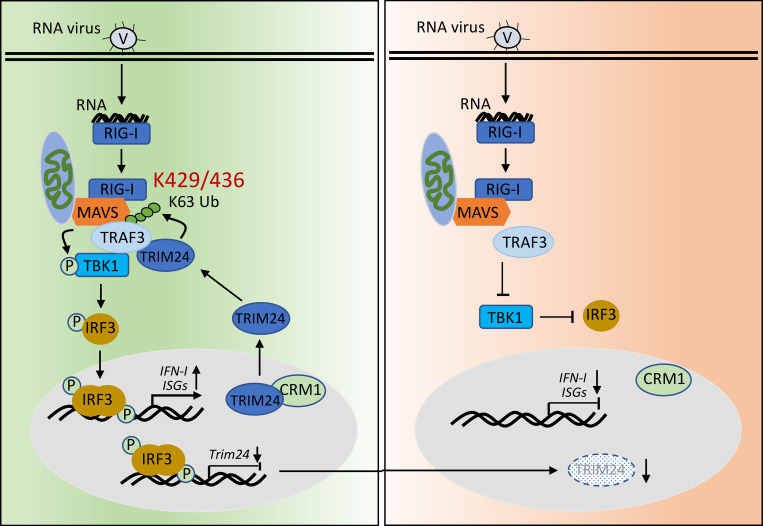 RNA virus
V
RNA
RIG-I
RIG-I
K429/436
K63 Ub
MAVS
TRAF3
TRIM24
P
TBK1
P
IRF3
TRIM24
P
IRF3
P
IFN-I
ISGs
TRIM24
CRM1
P
IRF3
P
Trim24
RNA virus
V
RNA
RIG-I
RIG-I
MAVS
TRAF3
TBK1
IRF3
IFN-I
ISGs
CRM1
TRIM24